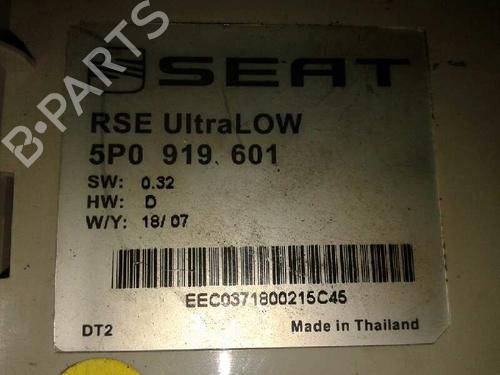 SEAT
RSE UltraLOW
5P0 919 601
SW: 0.32
HW: D
W/Y: 18/ 07
EEC0371800215C45
DT2 Made in Thailand
B-PARTS